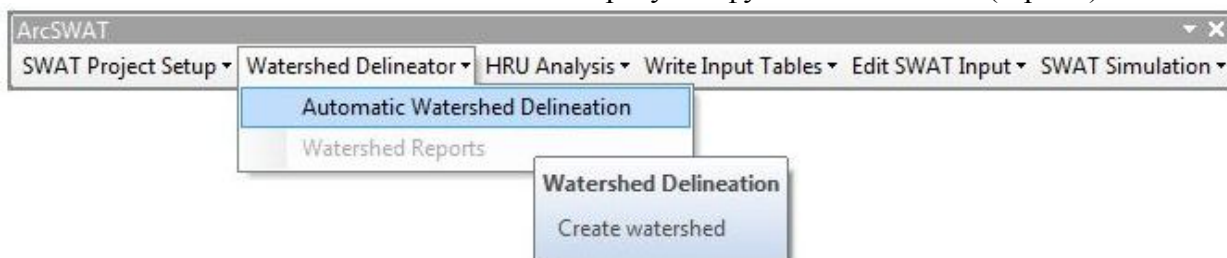 ArcSWAT
SWAT Project Setup Watershed Delineator HRU Analysis Write Input Tables Edit SWAT Input SWAT Simulation
Automatic Watershed Delineation
Watershed Reports
Watershed Delineation
Create watershed